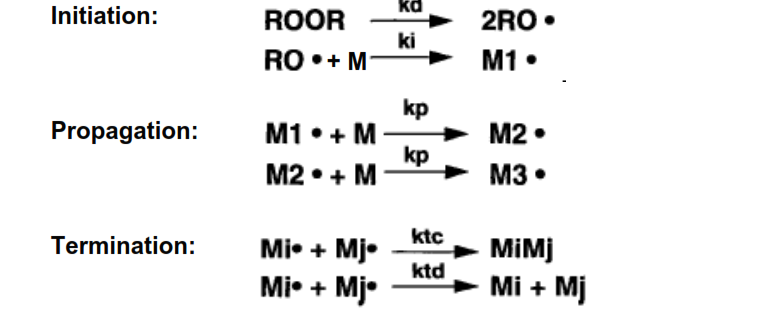 Initiation: ROOR kd 2RO •
RO • + M ki M1 •
Propagation: M1 • + M kp M2 •
M2 • + M kp M3 •
Termination: Mi• + Mj• ktc MiMj
Mi• + Mj• ktd Mi + Mj